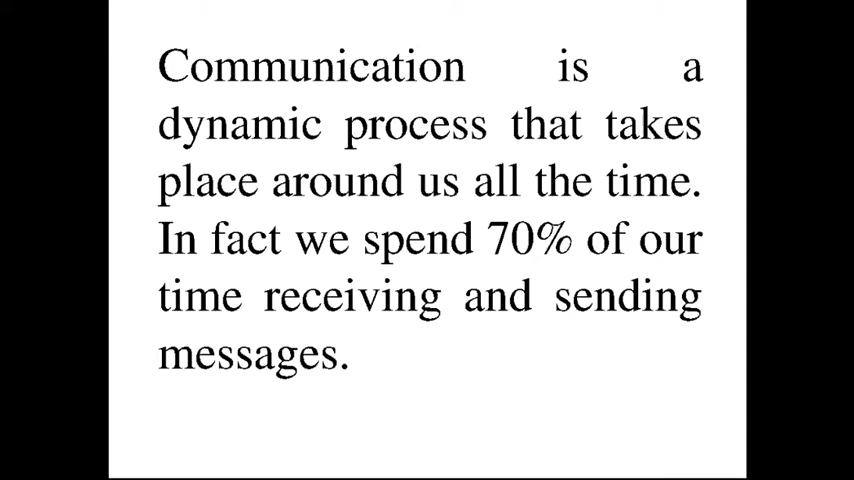 Communication is a
dynamic process that takes
place around us all the time.
In fact we spend 70% of our
time receiving and sending
messages.